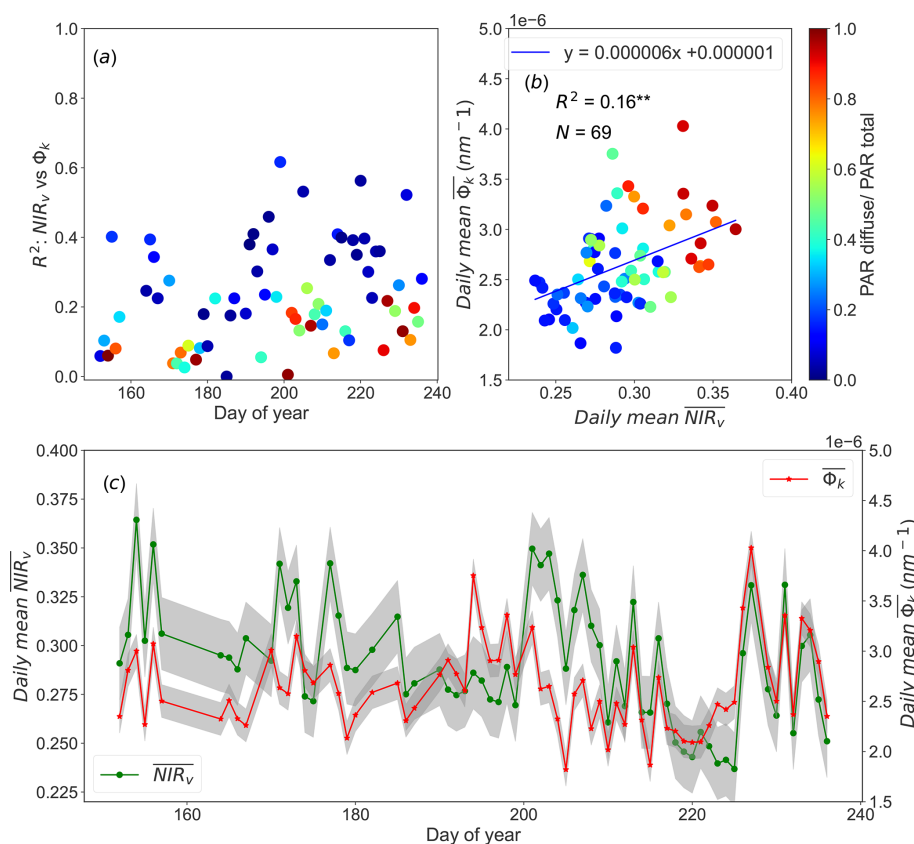 (a)
1.0
0.8
0.6
0.4
0.2
0.0
R²: NIRᵥ vs Φₖ
160 180 200 220 240
Day of year
1e−6
y = 0.000006x +0.000001
(b)
R² = 0.16**
N = 69
5.0
4.5
4.0
3.5
3.0
2.5
2.0
1.5
Daily mean Φₖ (nm−1)
0.25 0.30 0.35 0.40
Daily mean NIRᵥ
1.0
0.8
0.6
0.4
0.2
0.0
PAR diffuse/ PAR total
(c)
0.400
0.375
0.350
0.325
0.300
0.275
0.250
0.225
Daily mean NIRᵥ
NIRᵥ
Φₖ
1e−6
5.0
4.5
4.0
3.5
3.0
2.5
2.0
1.5
Daily mean Φₖ (nm−1)
160 180 200 220 240
Day of year